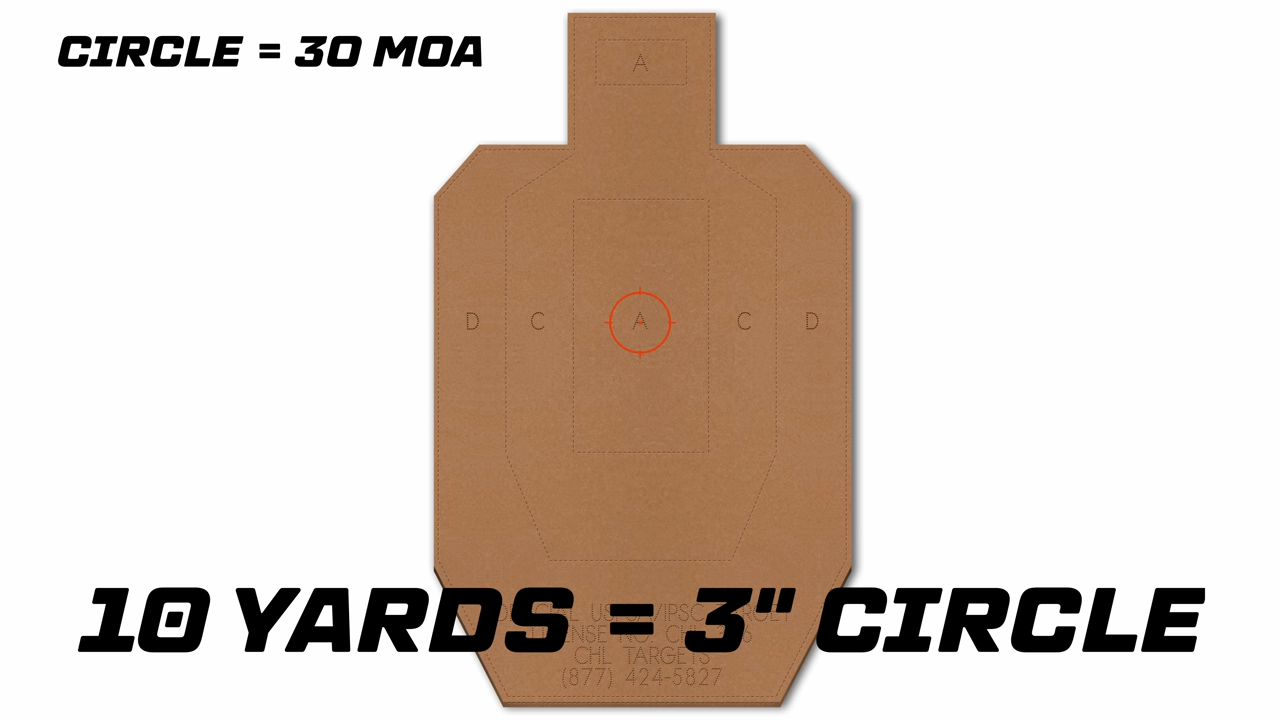 CIRCLE = 30 MOA
A
D C A C D
10 YARDS = 3" CIRCLE
CHL TARGETS
(877) 424-5827